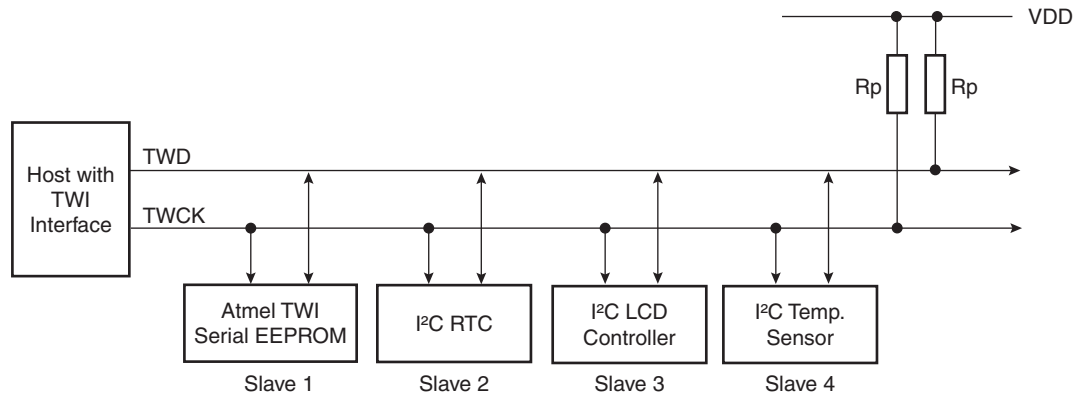 VDD
Rp
Rp
Host with
TWI
Interface
TWD
TWCK
Atmel TWI
Serial EEPROM
I²C RTC
I²C LCD
Controller
I²C Temp.
Sensor
Slave 1
Slave 2
Slave 3
Slave 4